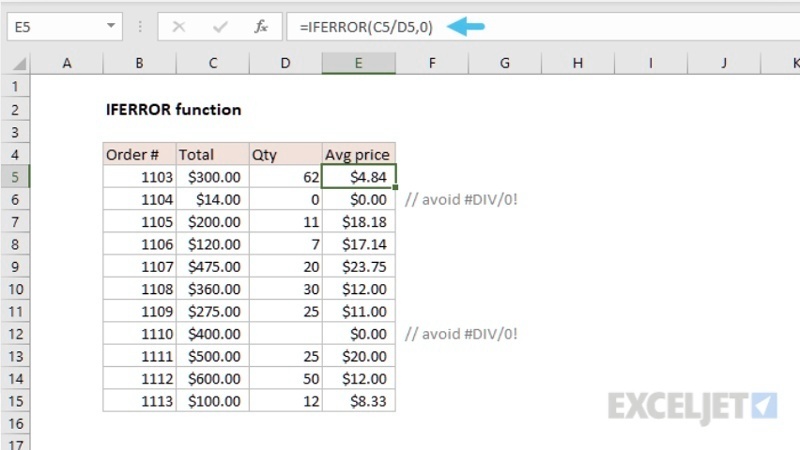 E5 fx =IFERROR(C5/D5,0)
A B C D E F G H I J K
1
2 IFERROR function
3
4 Order # Total Qty Avg price
5 1103 $300.00 62 $4.84
6 1104 $14.00 0 $0.00 // avoid #DIV/0!
7 1105 $200.00 11 $18.18
8 1106 $120.00 7 $17.14
9 1107 $475.00 20 $23.75
10 1108 $360.00 30 $12.00
11 1109 $275.00 25 $11.00
12 1110 $400.00 $0.00 // avoid #DIV/0!
13 1111 $500.00 25 $20.00
14 1112 $600.00 50 $12.00
15 1113 $100.00 12 $8.33
EXCELJET
16
17